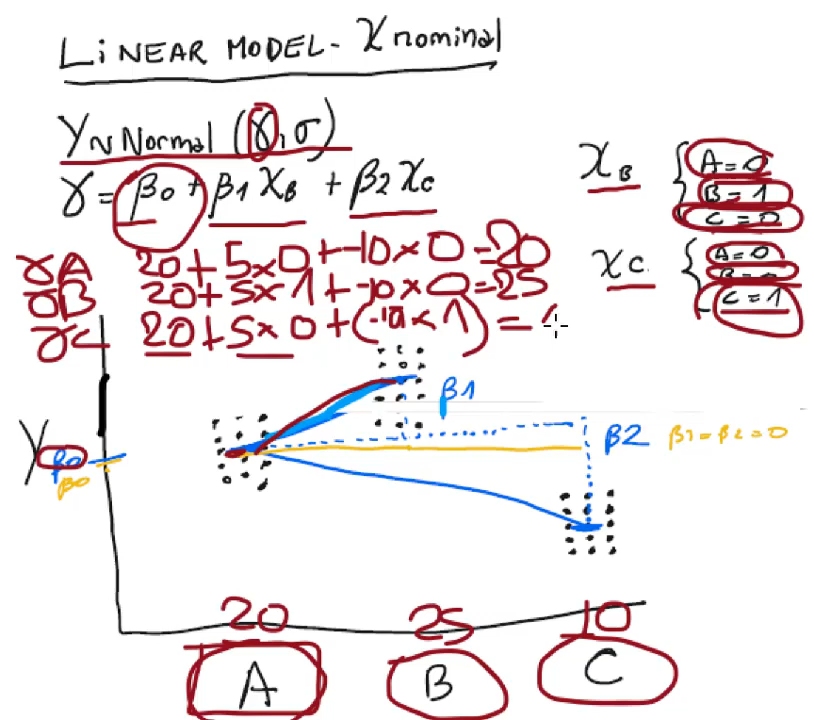 LiNEAR MODEL - X nominal
Y ~ Normal (γ, σ)
γ = β0 + β1 XB + β2 XC
XB { A = 0
B = 1
C = 0
XC { A = 0
B = 0
C = 1
γA 20 + 5 × 0 + -10 × 0 = 20
γB 20 + 5 × 1 + -10 × 0 = 25
γC 20 + 5 × 0 + (-10 × 1) = 1
β1
β2 β1 = β2 = 0
Y β0
β0
20 25 10
A B C